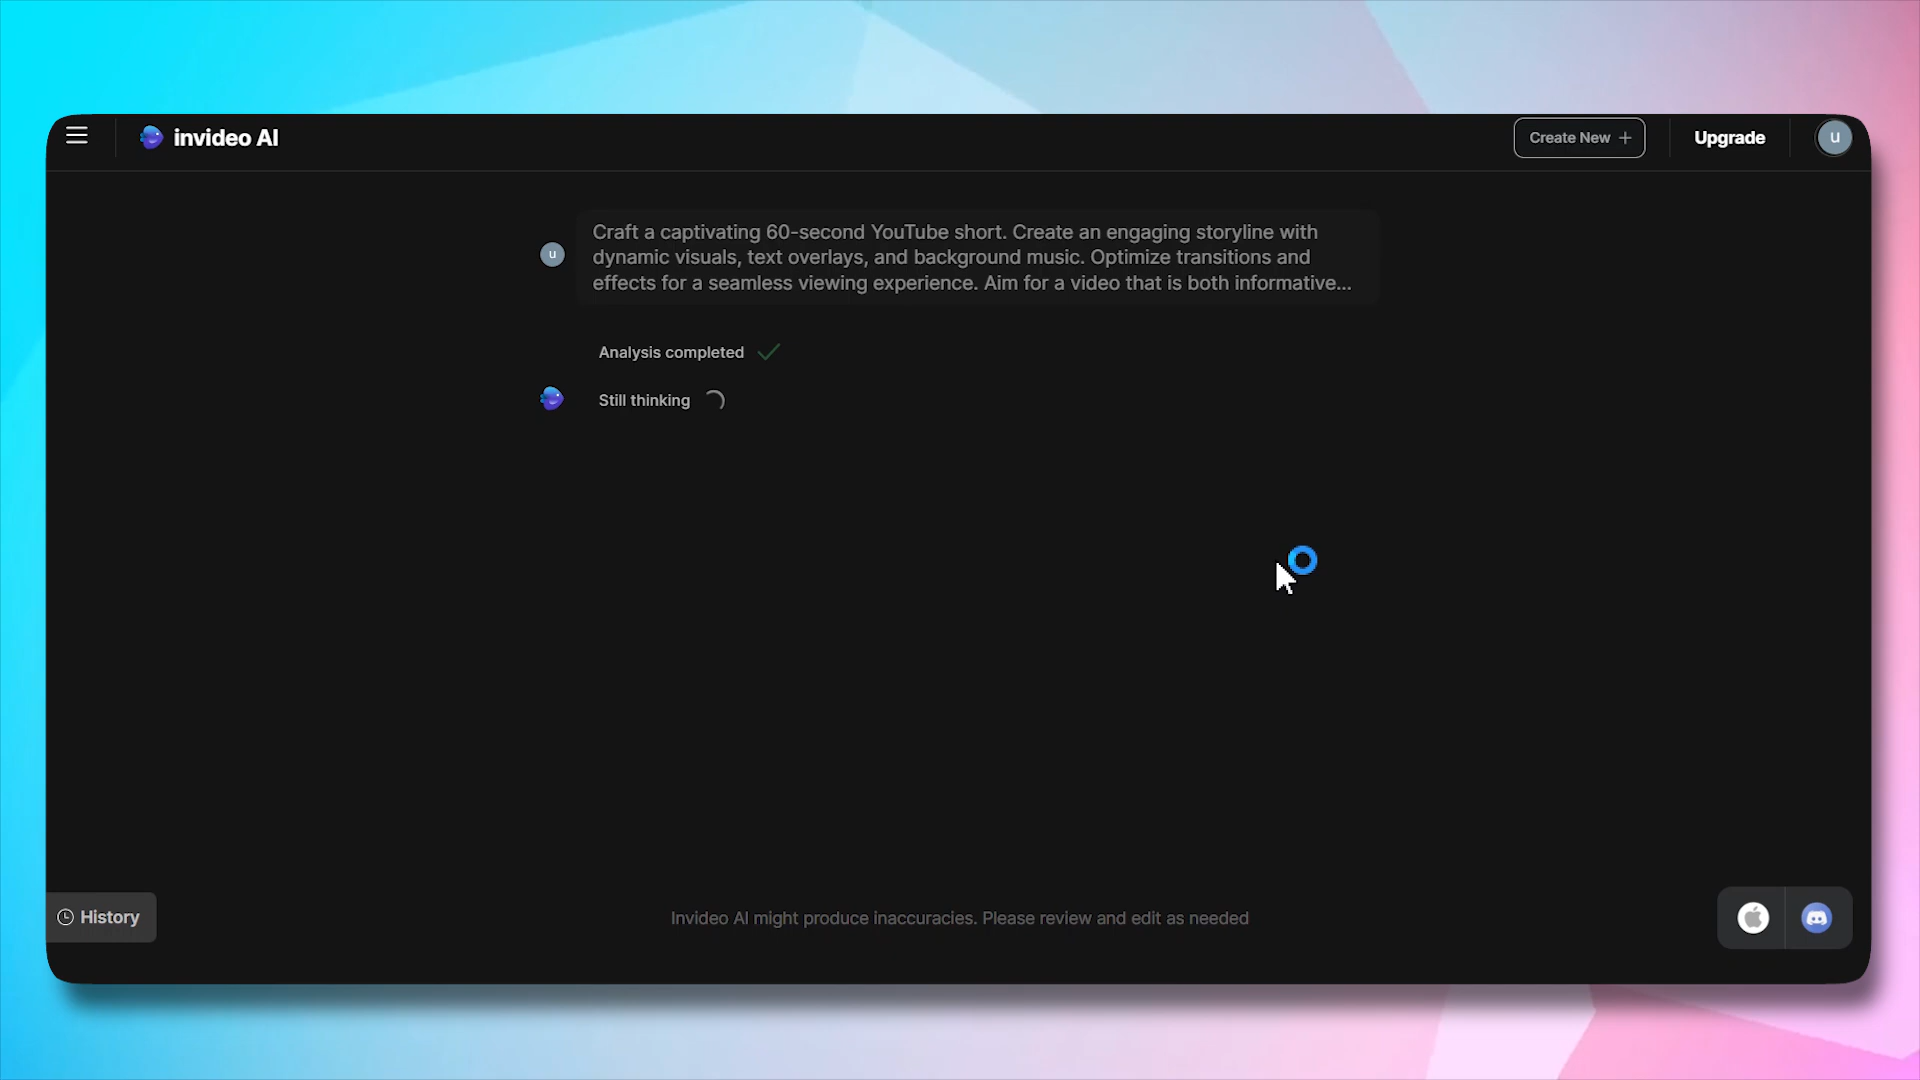 invideo AI
Create New +
Upgrade
u
u
Craft a captivating 60-second YouTube short. Create an engaging storyline with
dynamic visuals, text overlays, and background music. Optimize transitions and
effects for a seamless viewing experience. Aim for a video that is both informative...
Analysis completed
Still thinking
History
Invideo AI might produce inaccuracies. Please review and edit as needed